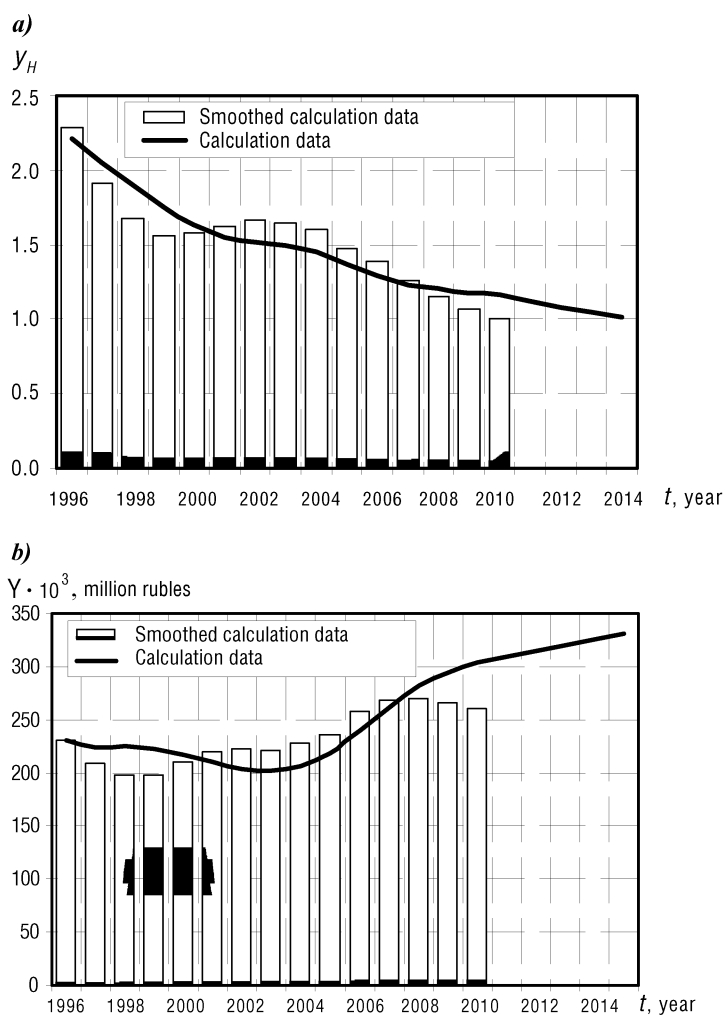 a)
yH
2.5
Smoothed calculation data
Calculation data
2.0
1.5
1.0
0.5
0.0
1996 1998 2000 2002 2004 2006 2008 2010 2012 2014 t, year
b)
Y · 10³, million rubles
350
Smoothed calculation data
Calculation data
300
250
200
150
100
50
0
1996 1998 2000 2002 2004 2006 2008 2010 2012 2014 t, year